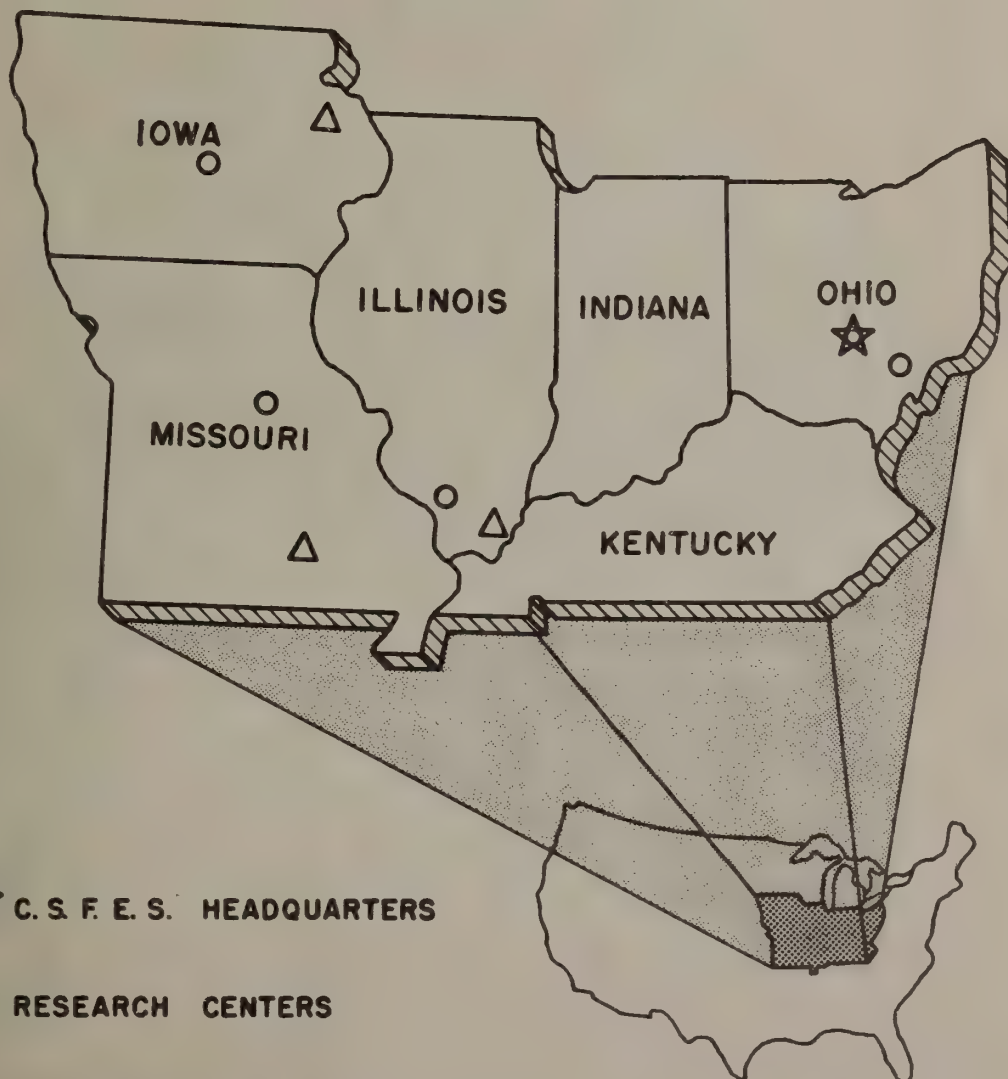 IOWA
ILLINOIS
INDIANA
OHIO
MISSOURI
KENTUCKY
C. S. F. E. S. HEADQUARTERS
RESEARCH CENTERS